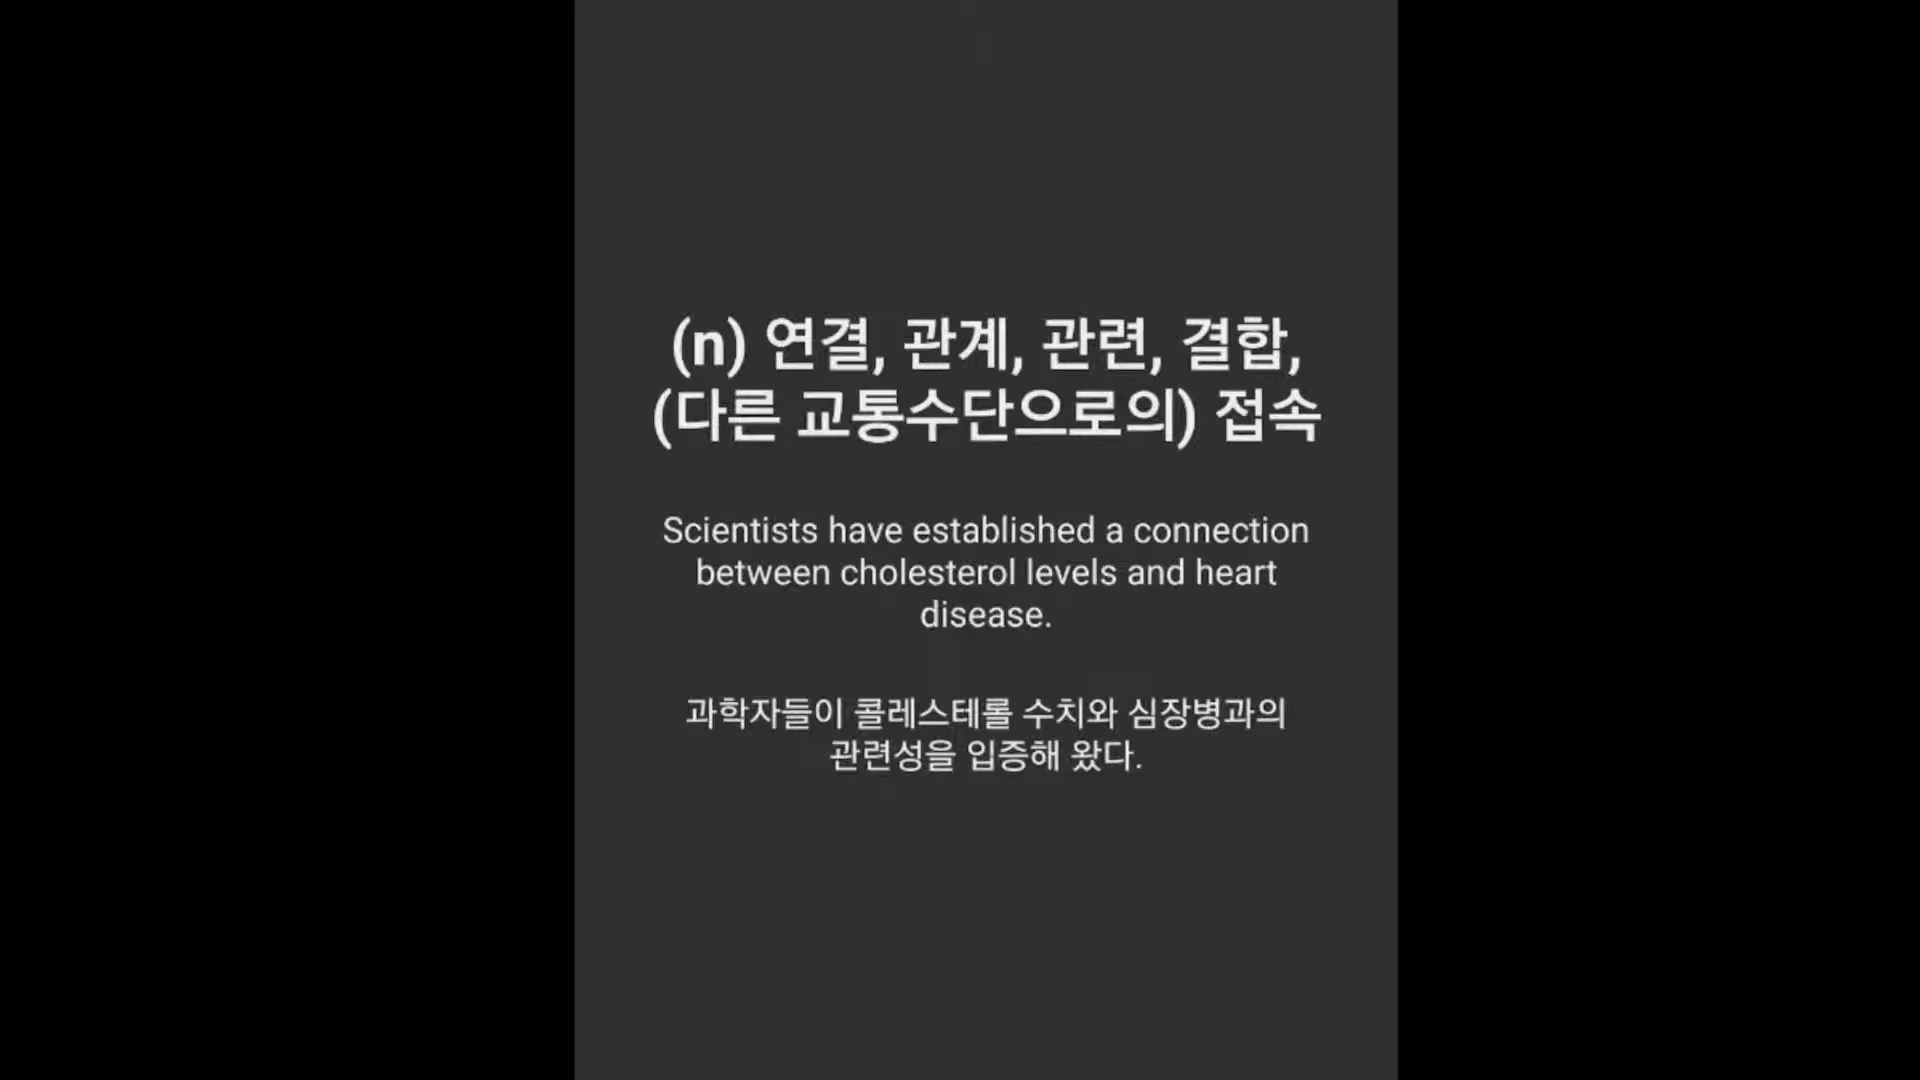 (n) 연결, 관계, 관련, 결합,
(다른 교통수단으로의) 접속
Scientists have established a connection
between cholesterol levels and heart
disease.
과학자들이 콜레스테롤 수치와 심장병과의
관련성을 입증해 왔다.